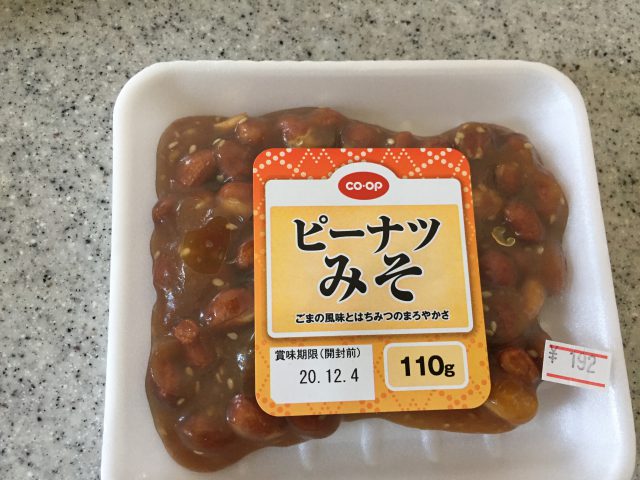 CO·OP
ピーナツ
みそ
ごまの風味とはちみつのまろやかさ
賞味期限(開封前)
20.12.4
110g
¥ 192